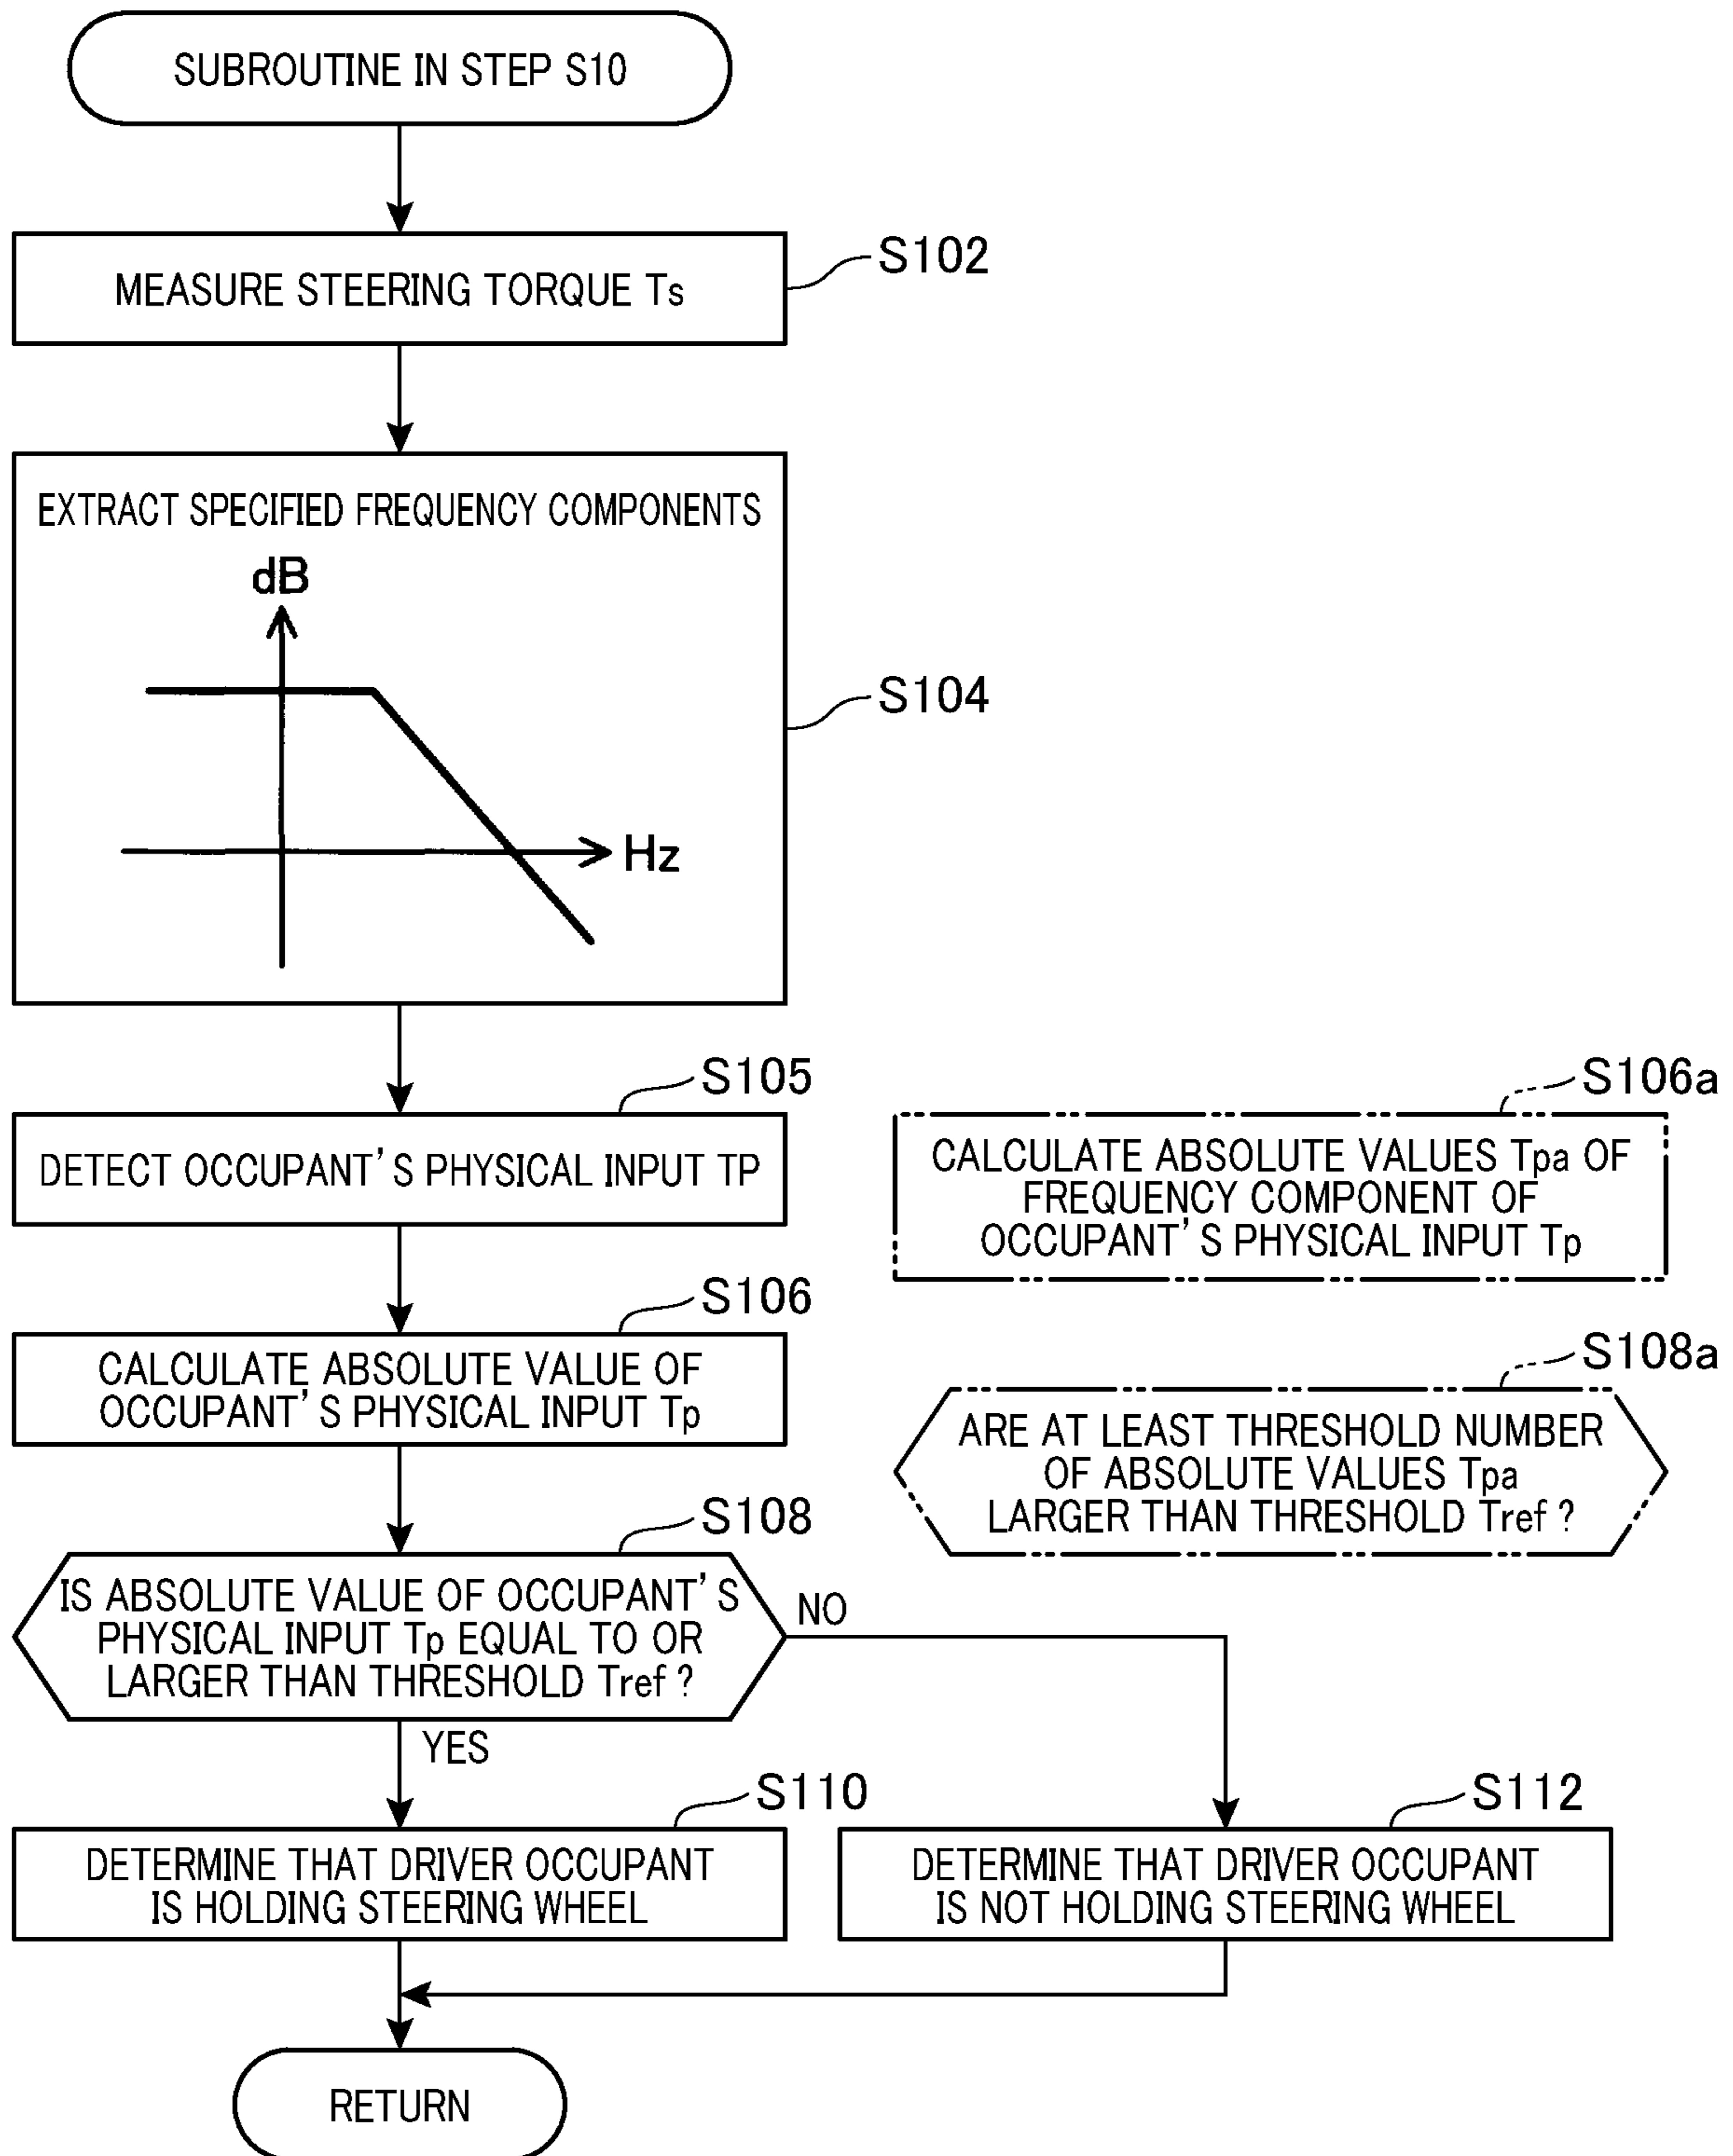 SUBROUTINE IN STEP S10
S102
MEASURE STEERING TORQUE Ts
EXTRACT SPECIFIED FREQUENCY COMPONENTS
dB
S104
Hz
S105
DETECT OCCUPANT'S PHYSICAL INPUT TP
S106a
CALCULATE ABSOLUTE VALUES Tpa OF
FREQUENCY COMPONENT OF
OCCUPANT'S PHYSICAL INPUT Tp
S106
CALCULATE ABSOLUTE VALUE OF
OCCUPANT'S PHYSICAL INPUT Tp
S108a
ARE AT LEAST THRESHOLD NUMBER
OF ABSOLUTE VALUES Tpa
LARGER THAN THRESHOLD Tref ?
S108
IS ABSOLUTE VALUE OF OCCUPANT'S
PHYSICAL INPUT Tp EQUAL TO OR
LARGER THAN THRESHOLD Tref ?
NO
YES
S110
DETERMINE THAT DRIVER OCCUPANT
IS HOLDING STEERING WHEEL
S112
DETERMINE THAT DRIVER OCCUPANT
IS NOT HOLDING STEERING WHEEL
RETURN